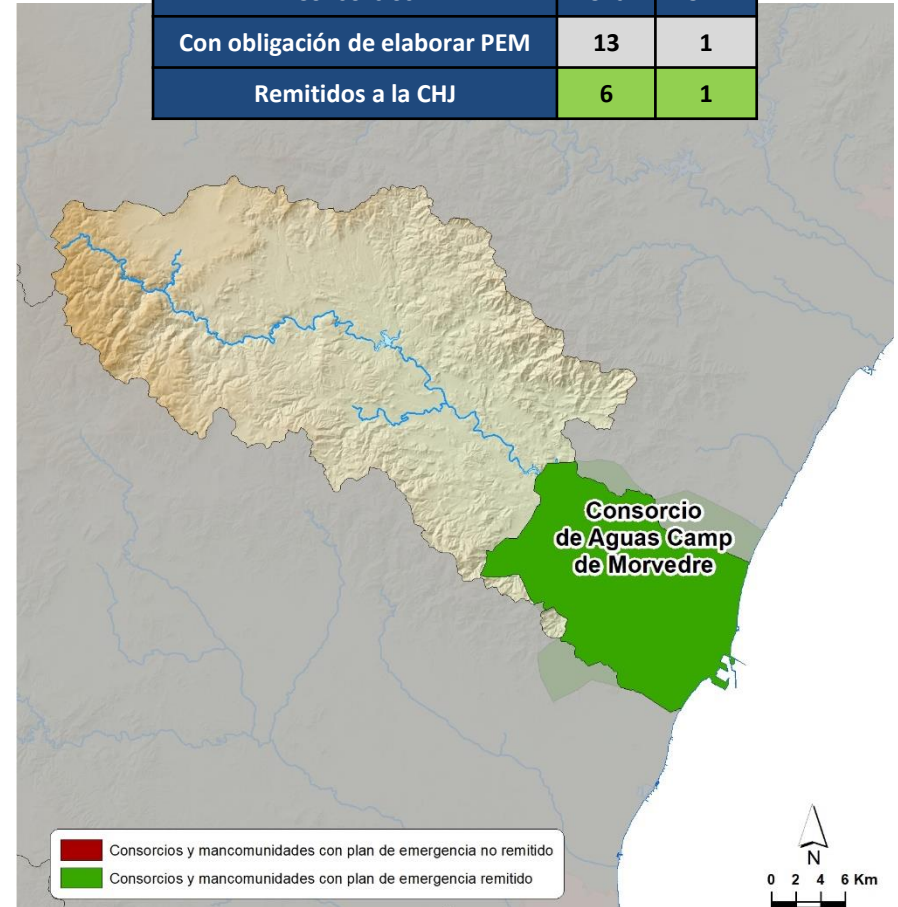 Con obligación de elaborar PEM 13 1
Remitidos a la CHJ 6 1
Consorcio
de Aguas Camp
de Morvedre
Consorcios y mancomunidades con plan de emergencia no remitido
Consorcios y mancomunidades con plan de emergencia remitido
N
0 2 4 6 Km